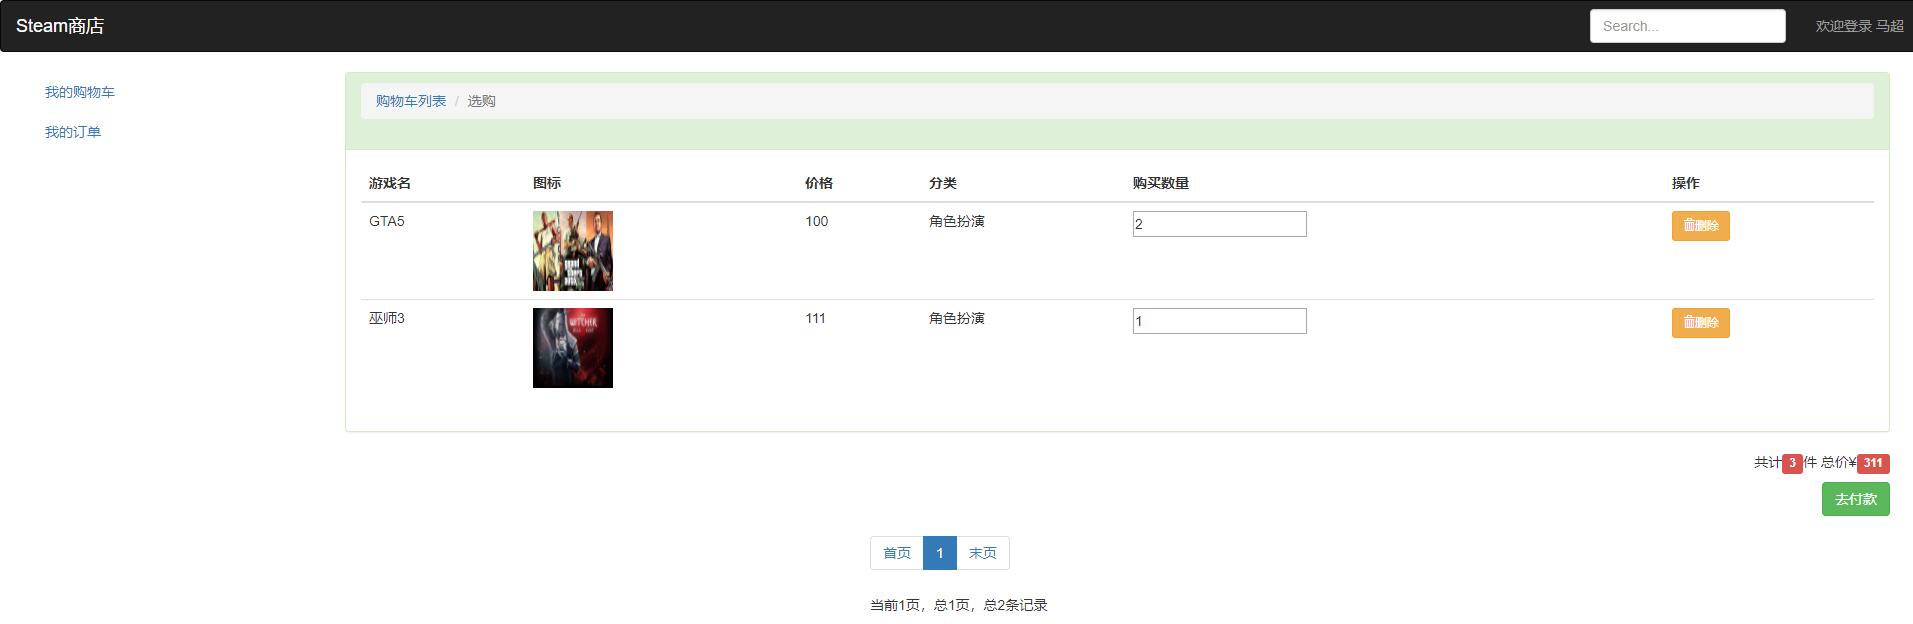 Steam商店 Search... 欢迎登录 马超
我的购物车
我的订单
购物车列表 / 选购
游戏名 图标 价格 分类 购买数量 操作
GTA5 100 角色扮演 2 删除
grand
theft
巫师3 111 角色扮演 1 删除
WITCHER
共计3件 总价¥311
去付款
首页 1 末页
当前1页，总1页，总2条记录